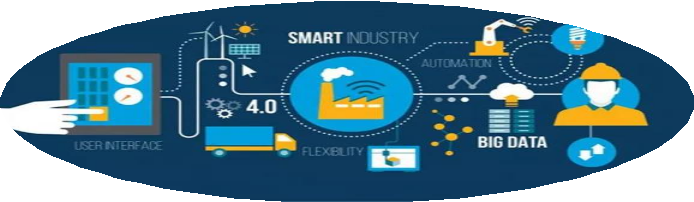 SMART INDUSTRY
AUTOMATION
4.0
USER INTERFACE
FLEXIBILITY
BIG DATA